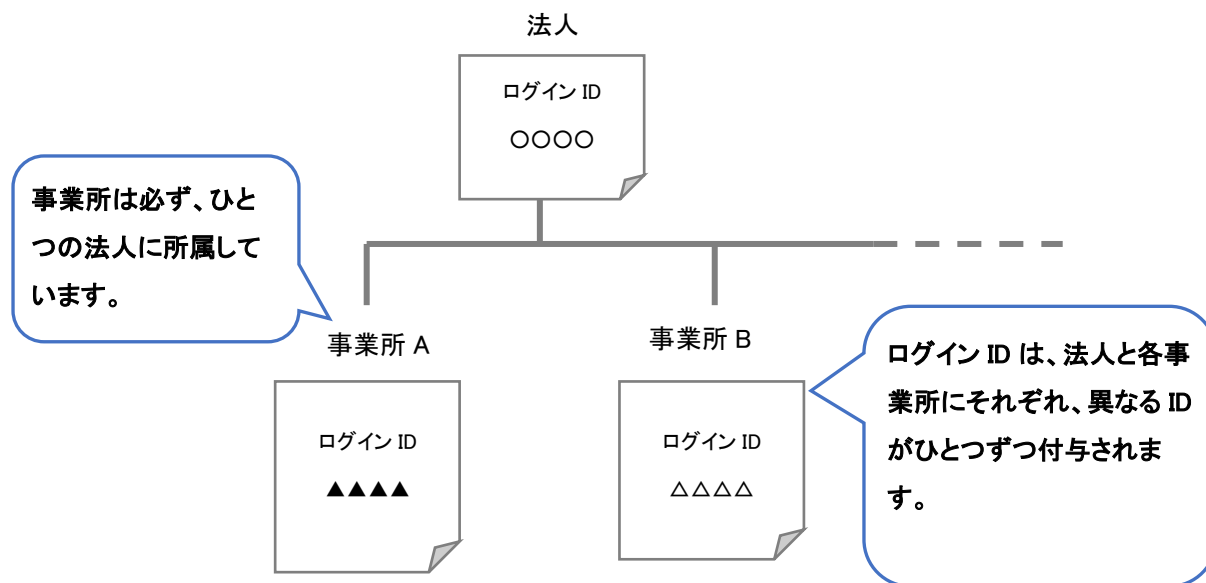 法人
ログイン ID
○○○○
事業所は必ず、ひと
つの法人に所属して
います。
事業所 A
ログイン ID
▲▲▲▲
事業所 B
ログイン ID
△△△△
ログイン ID は、法人と各事
業所にそれぞれ、異なる ID
がひとつずつ付与されま
す。